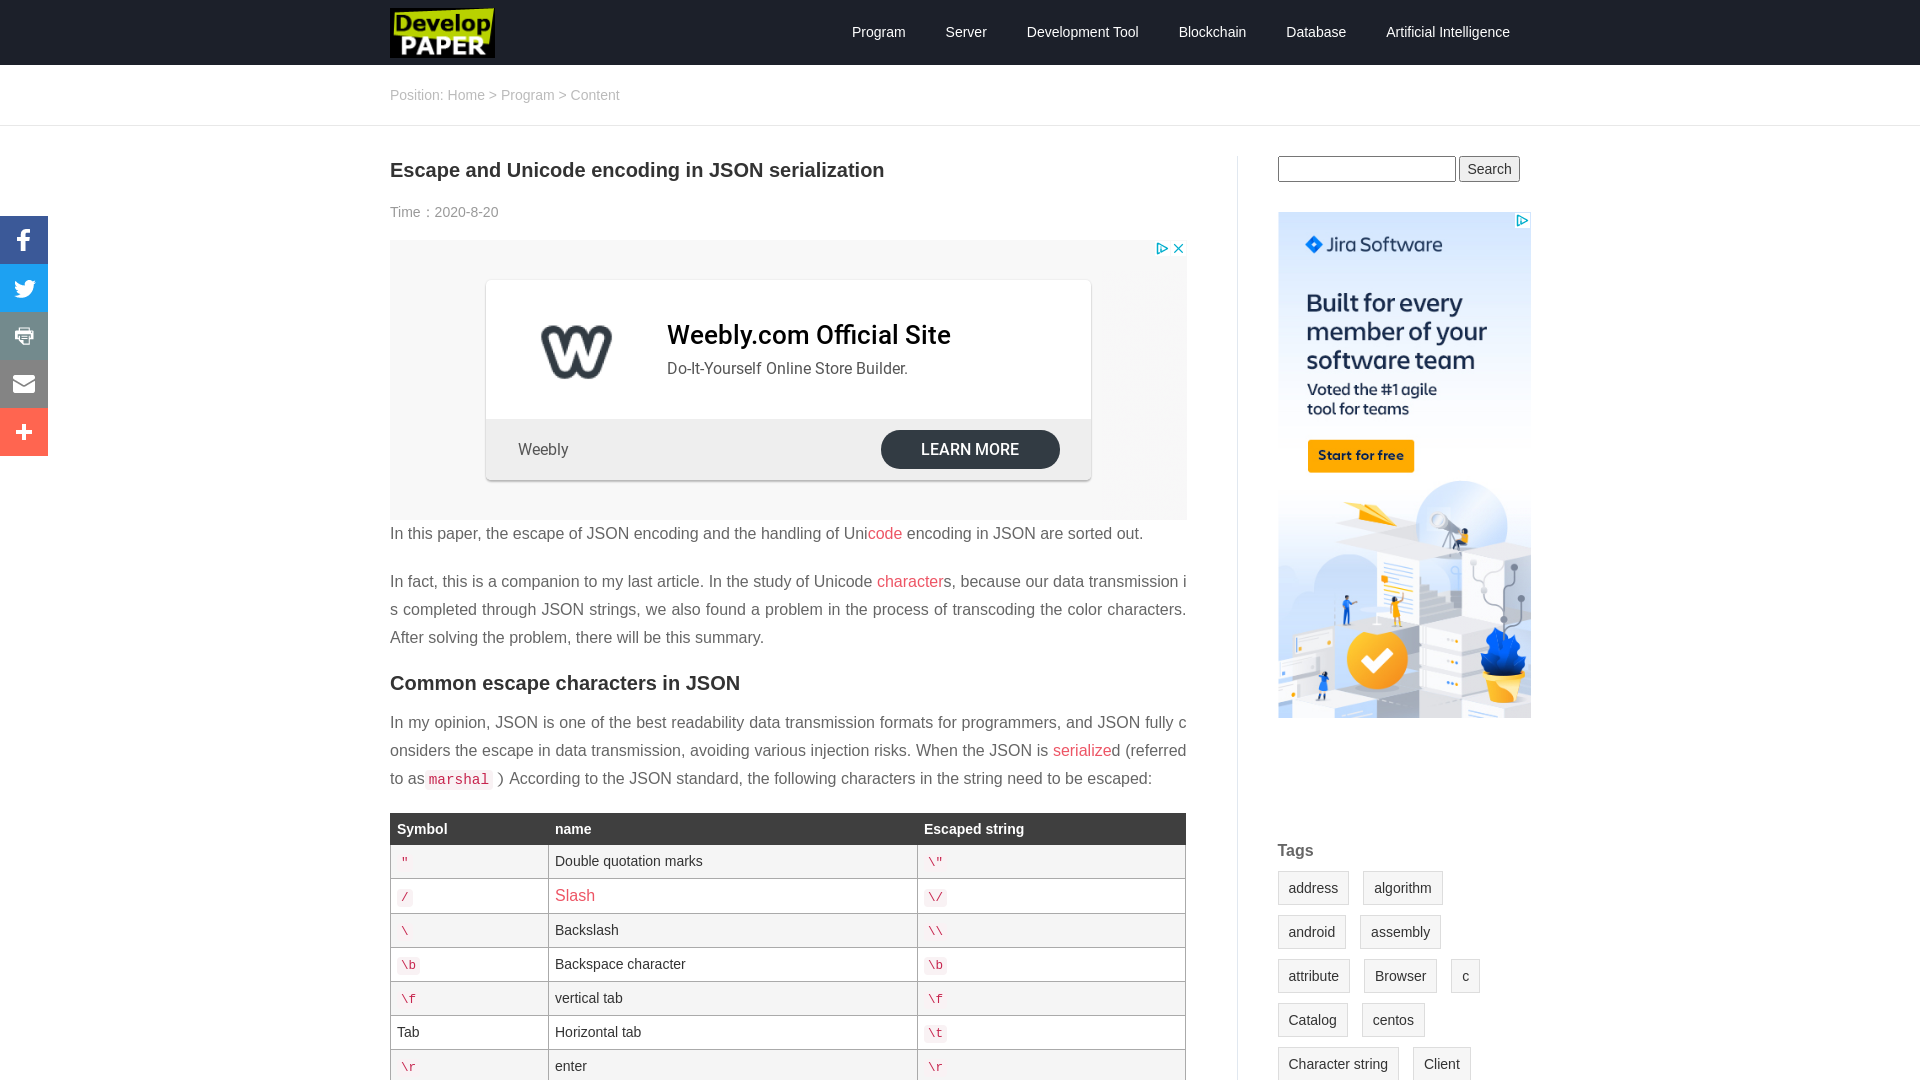 Develop
PAPER
Program
Server
Development Tool
Blockchain
Database
Artificial Intelligence
Position: Home > Program > Content
Escape and Unicode encoding in JSON serialization
Time：2020-8-20
Weebly.com Official Site
Do-It-Yourself Online Store Builder.
Weebly
LEARN MORE
In this paper, the escape of JSON encoding and the handling of Unicode encoding in JSON are sorted out.
In fact, this is a companion to my last article. In the study of Unicode characters, because our data transmission i
s completed through JSON strings, we also found a problem in the process of transcoding the color characters.
After solving the problem, there will be this summary.
Common escape characters in JSON
In my opinion, JSON is one of the best readability data transmission formats for programmers, and JSON fully c
onsiders the escape in data transmission, avoiding various injection risks. When the JSON is serialized (referred
to as marshal ）According to the JSON standard, the following characters in the string need to be escaped:
Symbol name Escaped string
" Double quotation marks \"
/ Slash \/
\ Backslash \\
\b Backspace character \b
\f vertical tab \f
Tab Horizontal tab \t
\r enter \r
Search
Jira Software
Built for every
member of your
software team
Voted the #1 agile
tool for teams
Start for free
Tags
address
algorithm
android
assembly
attribute
Browser
c
Catalog
centos
Character string
Client